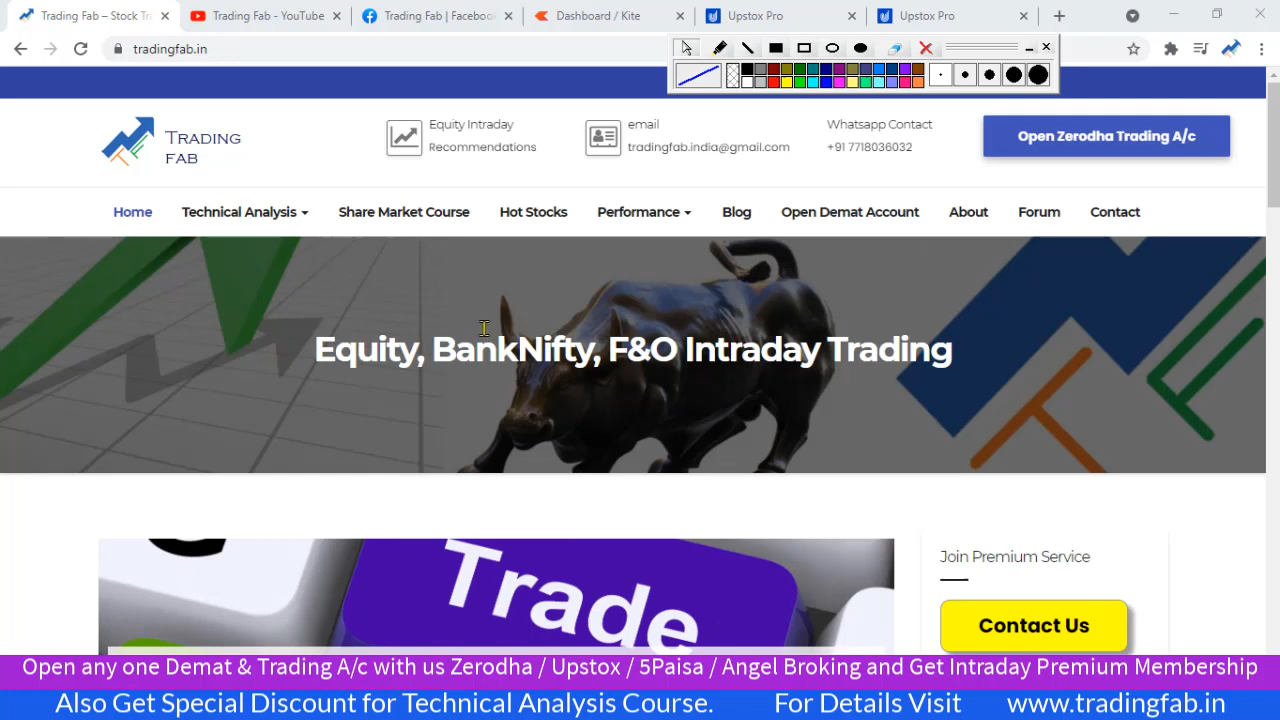 Trading Fab – Stock Tr
Trading Fab - YouTube
Trading Fab | Faceboo
Dashboard / Kite
Upstox Pro
Upstox Pro
tradingfab.in
TRADING
FAB
Equity Intraday
Recommendations
email
tradingfab.india@gmail.com
Whatsapp Contact
+91 7718036032
Open Zerodha Trading A/c
Home
Technical Analysis
Share Market Course
Hot Stocks
Performance
Blog
Open Demat Account
About
Forum
Contact
Equity, BankNifty, F&O Intraday Trading
Trade
Join Premium Service
Contact Us
Open any one Demat & Trading A/c with us Zerodha / Upstox / 5Paisa / Angel Broking and Get Intraday Premium Membership
Also Get Special Discount for Technical Analysis Course. For Details Visit www.tradingfab.in